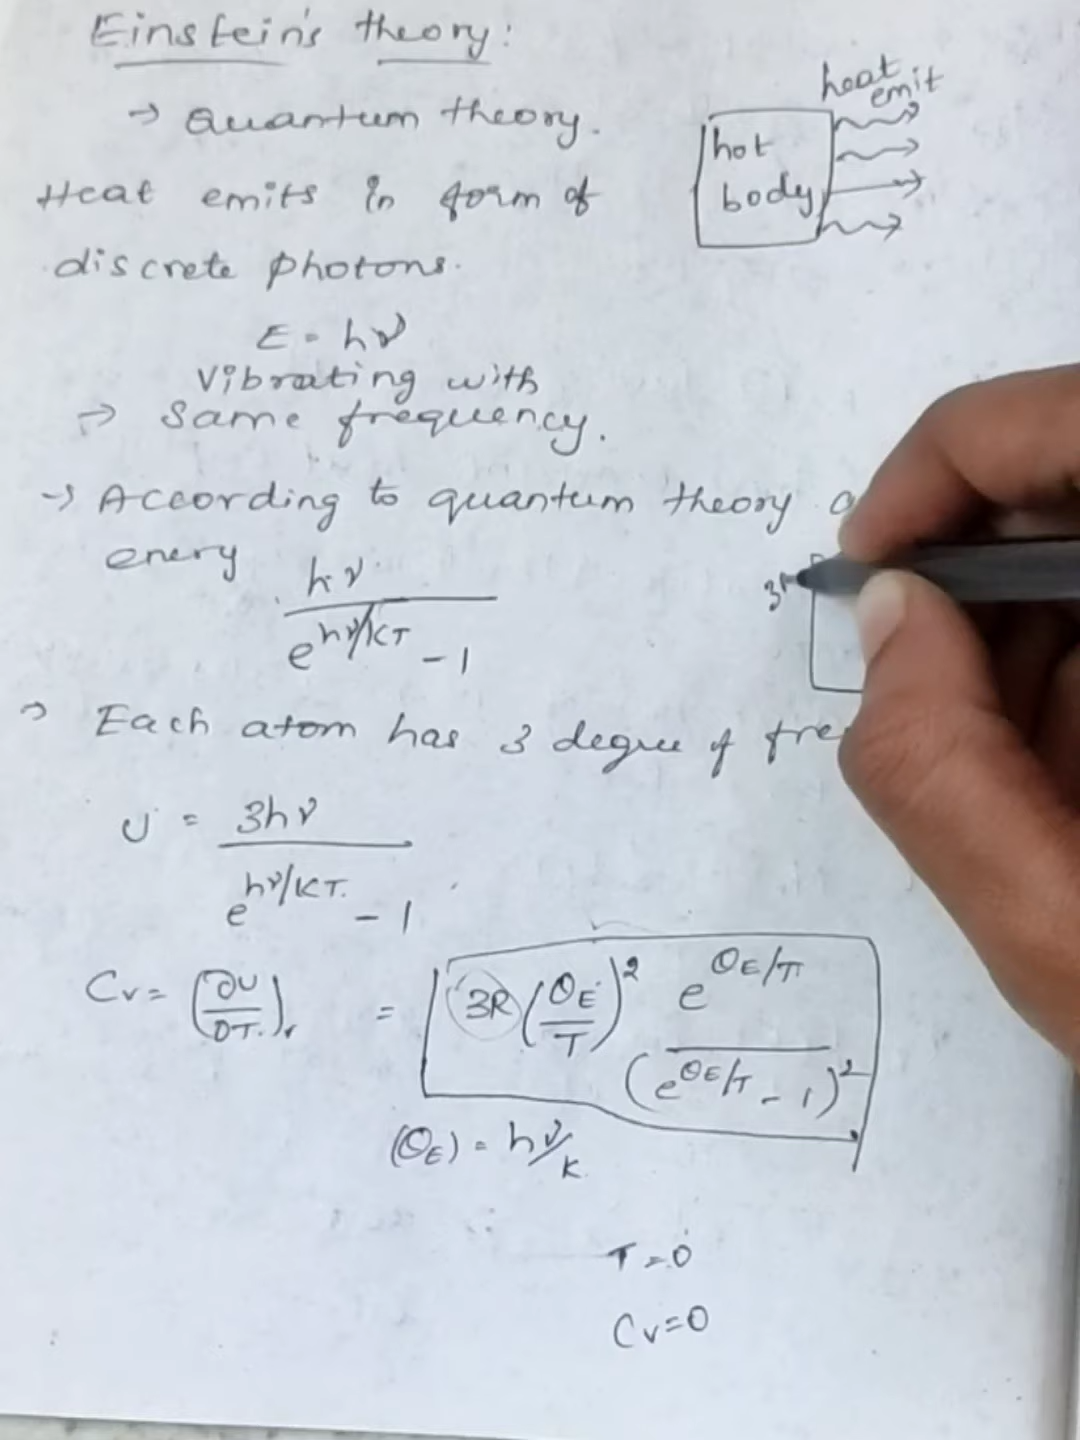 Einstein's theory:
→ Quantum theory.
heat emit
hot body
Heat emits in form of
discrete photons.
E = hν
Vibrating with
→ Same frequency.
→ According to quantum theory
enery
hν
e^hν/KT - 1
3
→ Each atom has 3 degree of
U = 3hν
e^hν/KT. - 1
Cv = (∂U/∂T.)v = 3R (θE/T)^2 e^θE/T
(e^θE/T - 1)^2
(θE) = hν/K
T = 0
Cv = 0